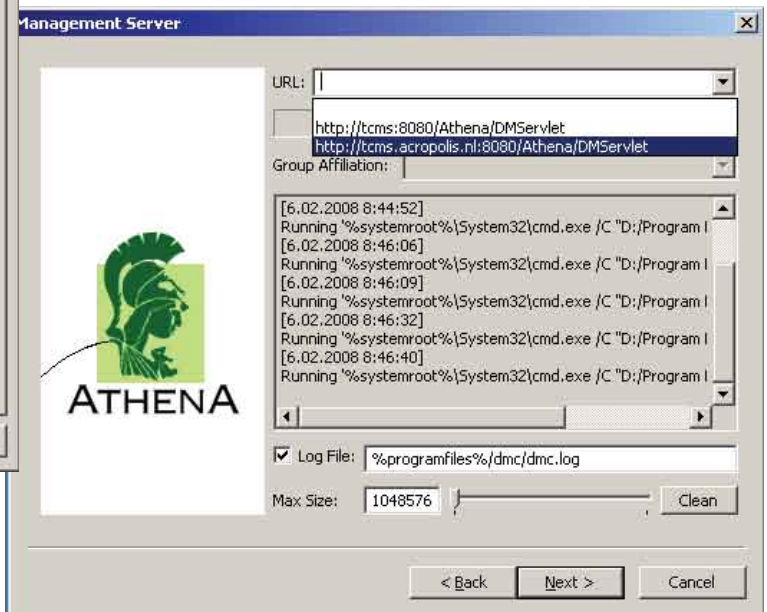 Management Server
URL:
http://tcms:8080/Athena/DMServlet
http://tcms.acropolis.nl:8080/Athena/DMServlet
Group Affiliation:
[6.02.2008 8:44:52]
Running '%systemroot%\System32\cmd.exe /C "D:/Program
[6.02.2008 8:46:06]
Running '%systemroot%\System32\cmd.exe /C "D:/Program
[6.02.2008 8:46:09]
Running '%systemroot%\System32\cmd.exe /C "D:/Program
[6.02.2008 8:46:32]
Running '%systemroot%\System32\cmd.exe /C "D:/Program
[6.02.2008 8:46:40]
Running '%systemroot%\System32\cmd.exe /C "D:/Program
ATHENA
Log File: %programfiles%/dmc/dmc.log
Max Size: 1048576 Clean
< Back Next > Cancel